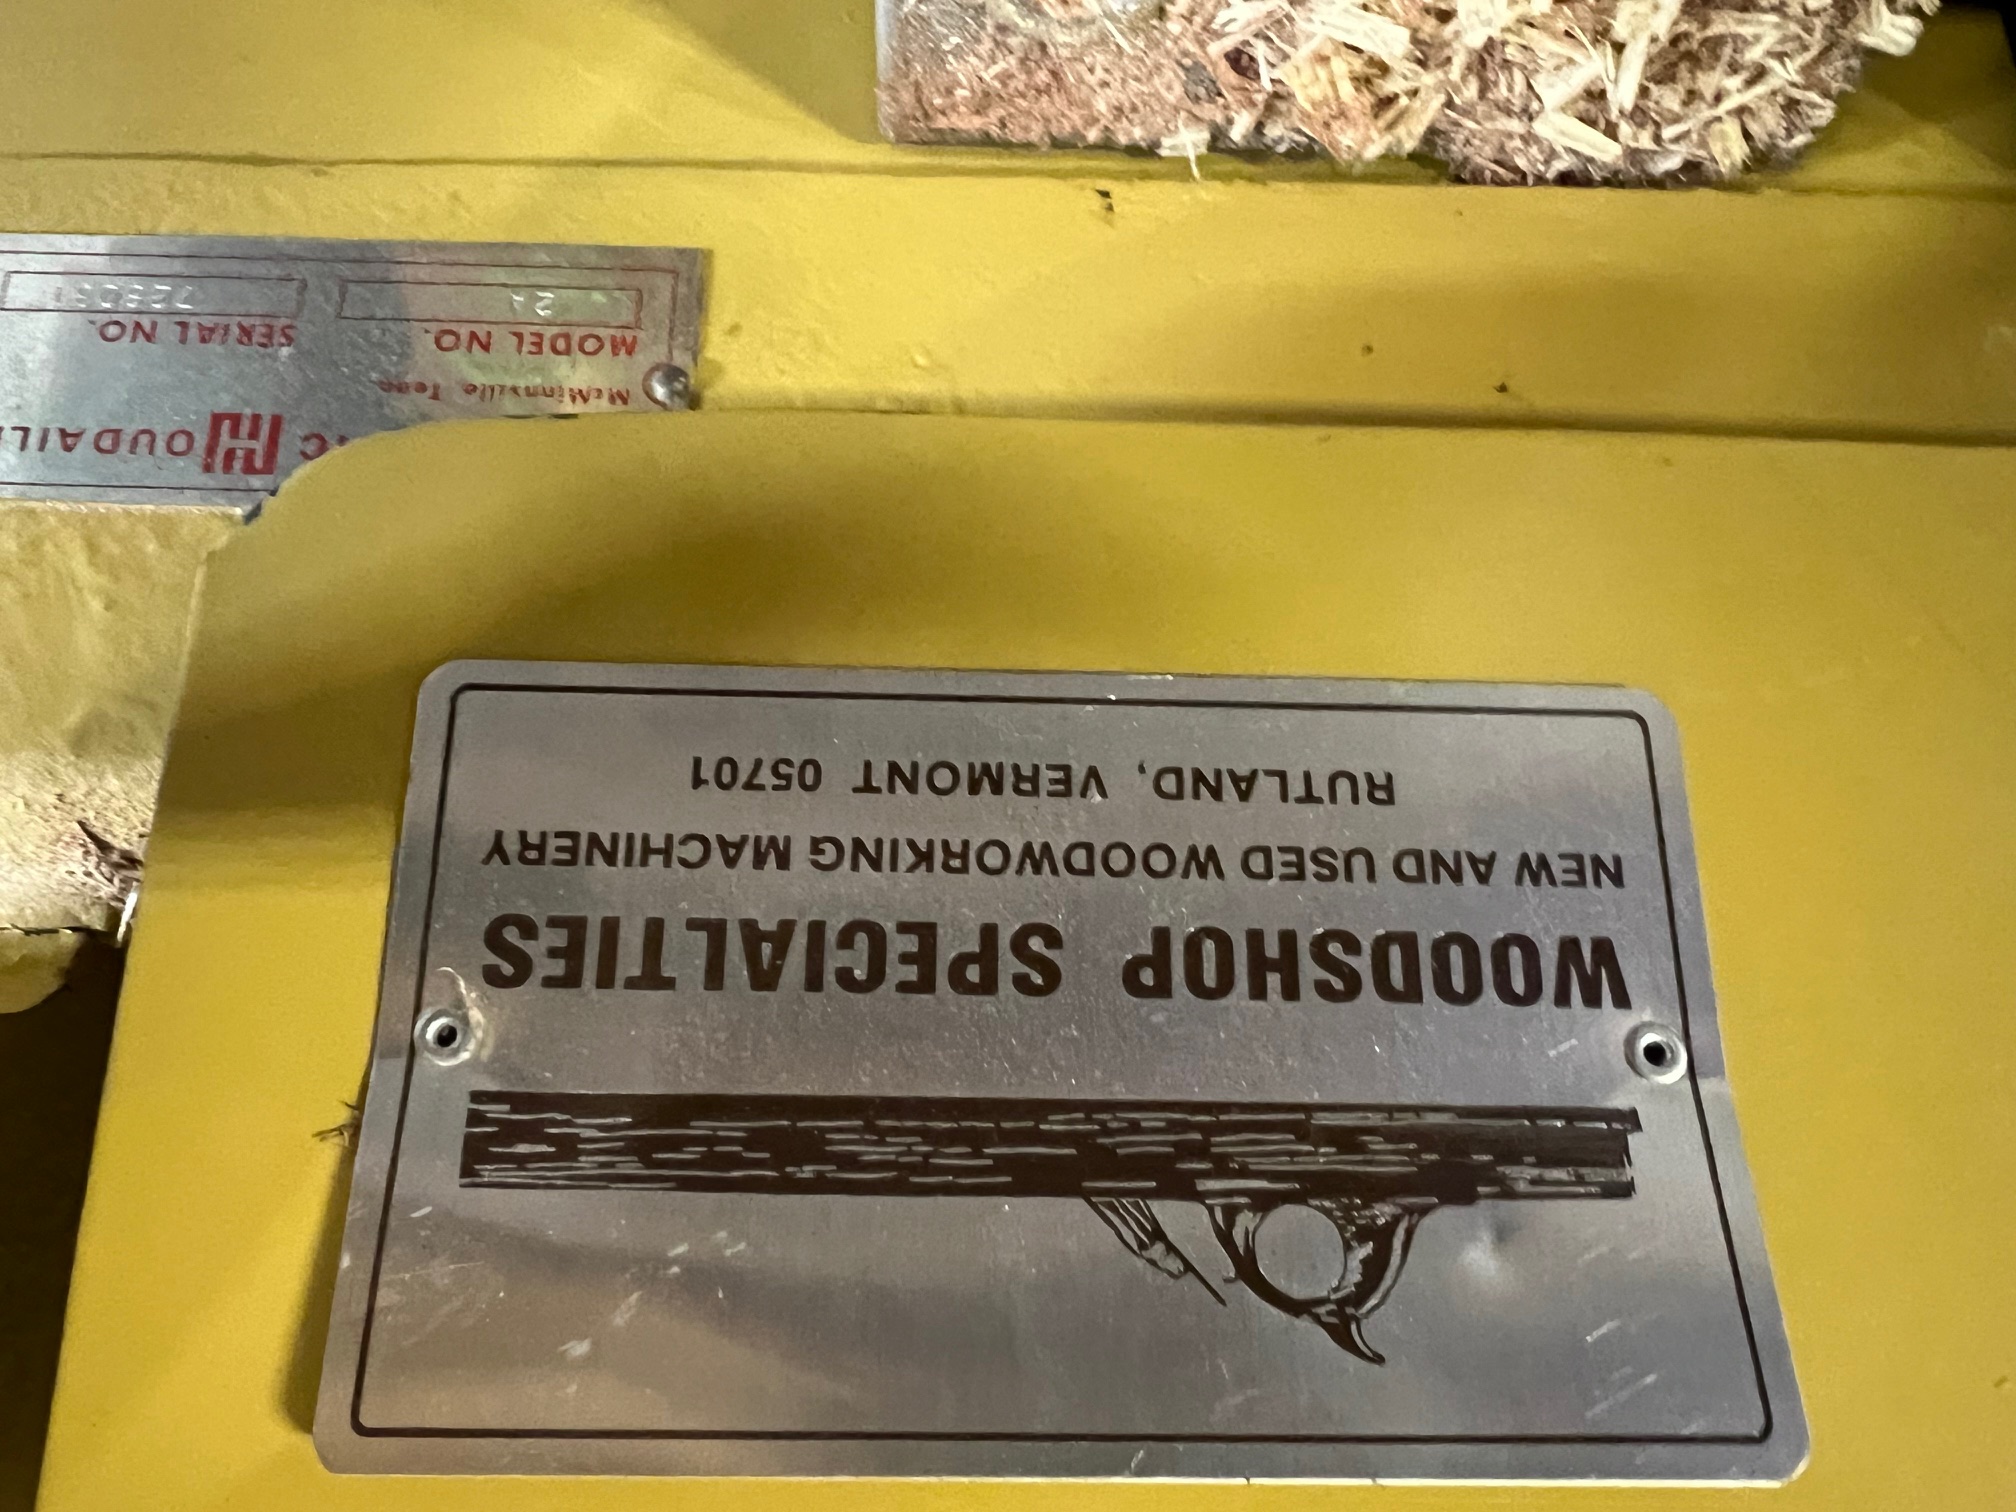 WOODSHOP SPECIALTIES
NEW AND USED WOODWORKING MACHINERY
RUTLAND, VERMONT 05701
McMinnville Tenn
MODEL NO. SERIAL NO.